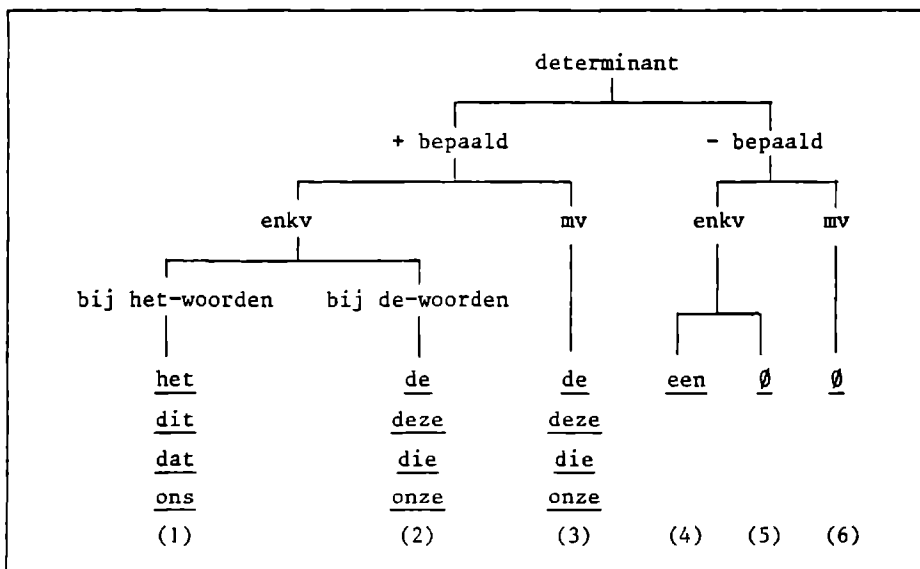 determinant
+ bepaald - bepaald
enkv mv enkv mv
bij het-woorden bij de-woorden
het de de een Ø Ø
dit deze deze
dat die die
ons onze onze
(1) (2) (3) (4) (5) (6)